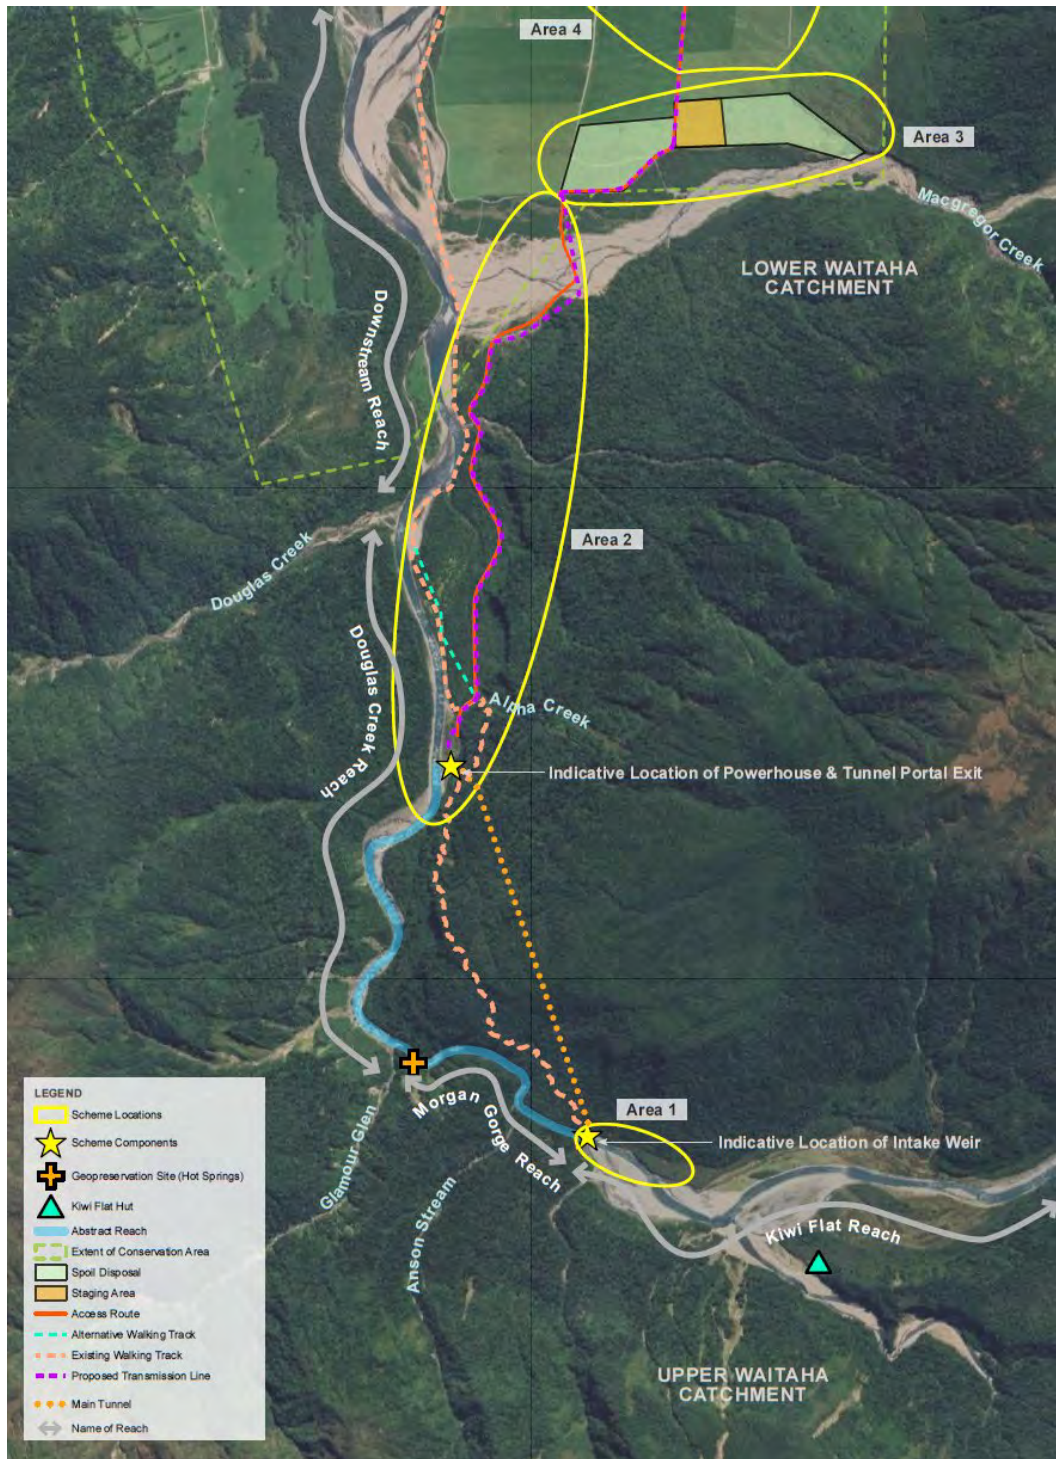 Area 4
Area 3
Macgregor Creek
LOWER WAITAHA
CATCHMENT
Downstream Reach
Area 2
Douglas Creek
Douglas Creek Reach
Alpha Creek
Indicative Location of Powerhouse & Tunnel Portal Exit
Area 1
Morgan Gorge Reach
Indicative Location of Intake Weir
Glamour Glen
Anson Stream
Kiwi Flat Reach
UPPER WAITAHA
CATCHMENT
LEGEND
Scheme Locations
Scheme Components
Geopreservation Site (Hot Springs)
Kiwi Flat Hut
Abstract Reach
Extent of Conservation Area
Spoil Disposal
Staging Area
Access Route
Alternative Walking Track
Existing Walking Track
Proposed Transmission Line
Main Tunnel
Name of Reach